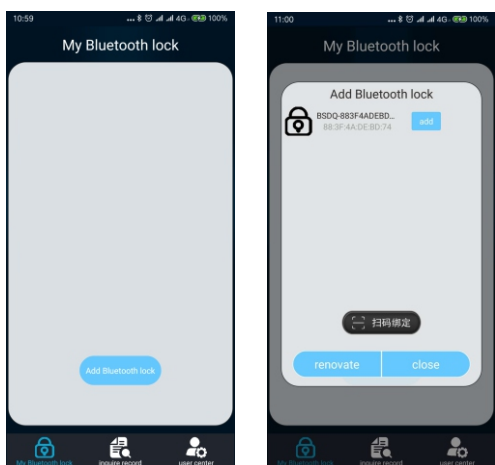 10:59 ... 4G 100%
My Bluetooth lock
Add Bluetooth lock
My Bluetooth lock inquire record user center
11:00 ... 4G 100%
My Bluetooth lock
Add Bluetooth lock
BSDQ-883F4ADEBD...
88:3F:4A:DE:BD:74
add
扫码绑定
renovate close
My Bluetooth lock inquire record user center